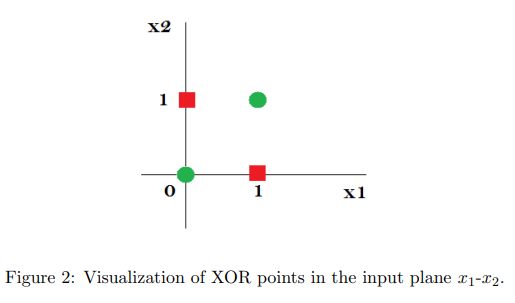 x2
1
0
1
x1
Figure 2: Visualization of XOR points in the input plane x₁-x₂.